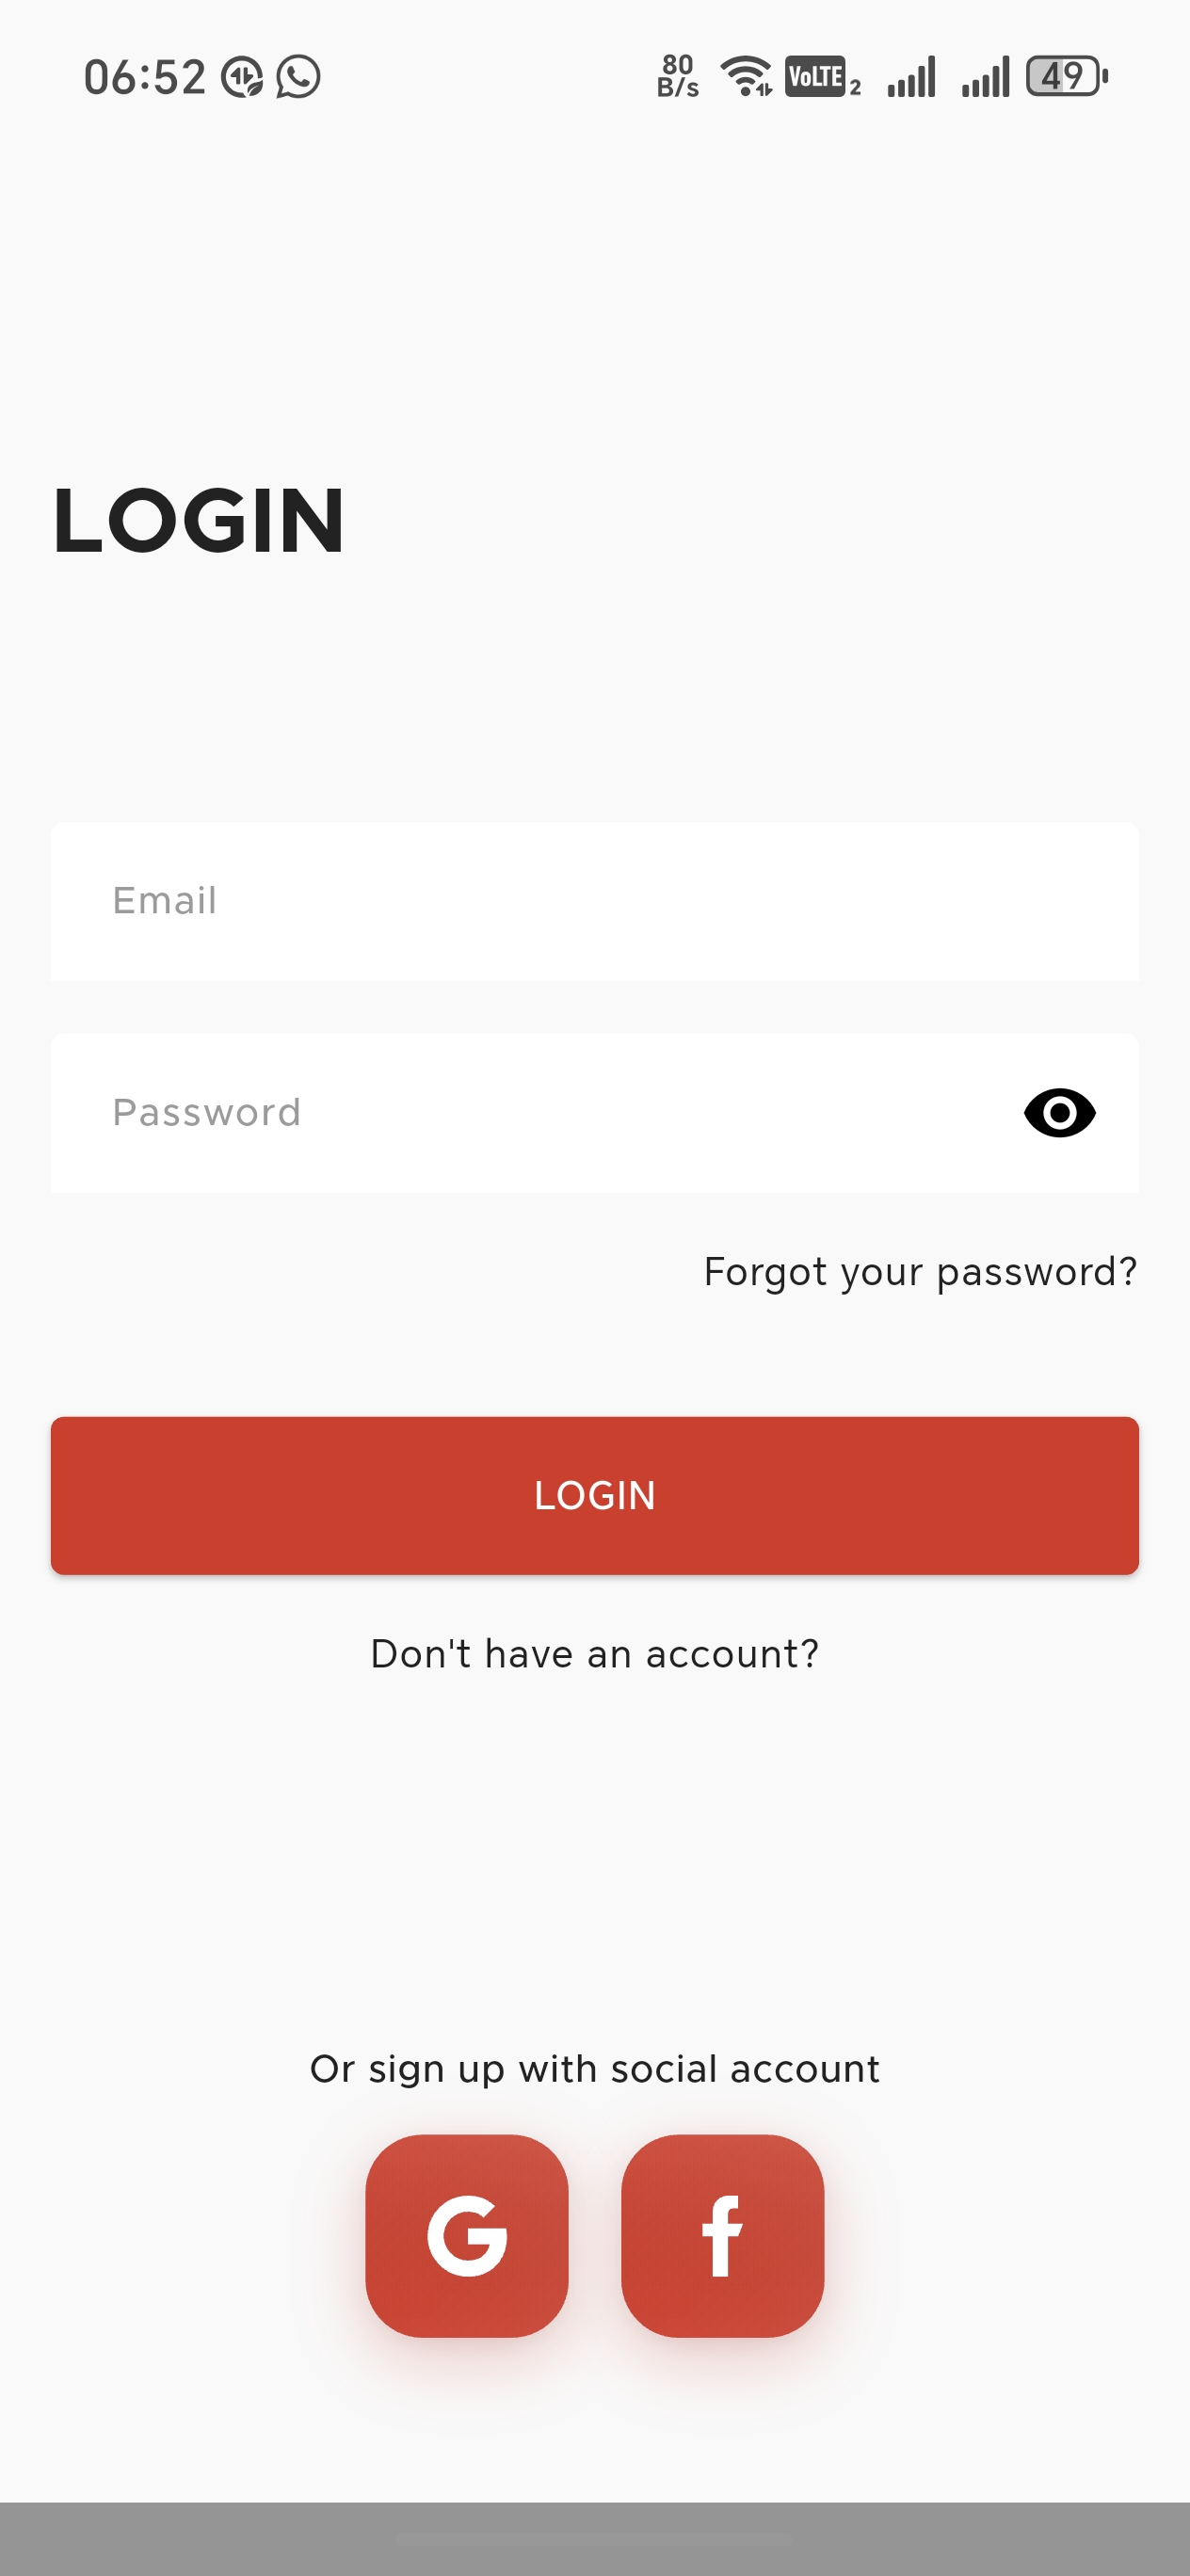 06:52 80 B/s VoLTE 2 49
LOGIN
Email
Password
Forgot your password?
LOGIN
Don't have an account?
Or sign up with social account
G f